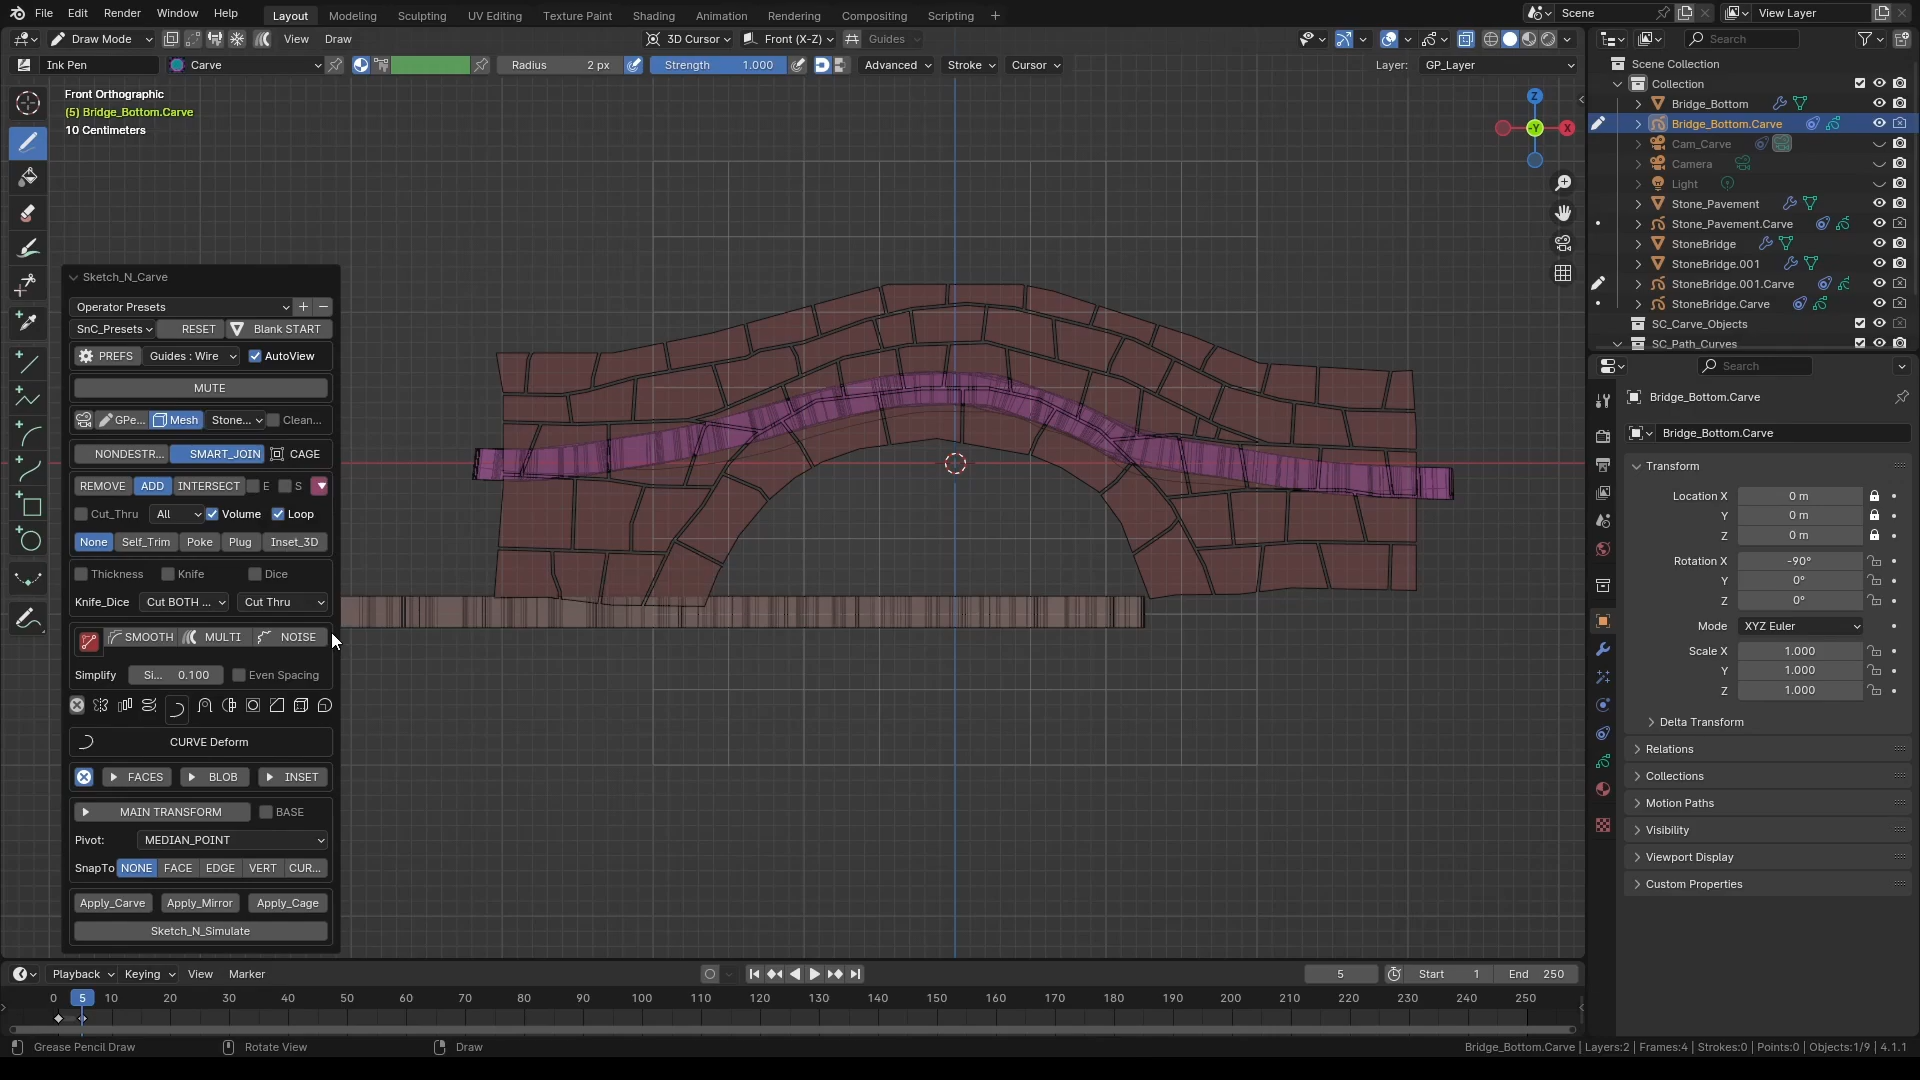 File Edit Render Window Help Layout Modeling Sculpting UV Editing Texture Paint Shading Animation Rendering Compositing Scripting + Scene View Layer
Draw Mode View Draw 3D Cursor Front (X-Z) Guides Search
Ink Pen Carve Radius 2 px Strength 1.000 Advanced Stroke Cursor Layer: GP_Layer
Front Orthographic
(5) Bridge_Bottom.Carve
10 Centimeters
Z
-Y
X
Scene Collection
Collection
Bridge_Bottom
Bridge_Bottom.Carve
Cam_Carve
Camera
Light
Stone_Pavement
Stone_Pavement.Carve
StoneBridge
StoneBridge.001
StoneBridge.001.Carve
StoneBridge.Carve
SC_Carve_Objects
SC_Path_Curves
Sketch_N_Carve
Operator Presets
SnC_Presets RESET Blank START
PREFS Guides : Wire AutoView
MUTE
GPe... Mesh Stone... Clean...
NONDESTR... SMART_JOIN CAGE
REMOVE ADD INTERSECT E S
Cut_Thru All Volume Loop
None Self_Trim Poke Plug Inset_3D
Thickness Knife Dice
Knife_Dice Cut BOTH ... Cut Thru
SMOOTH MULTI NOISE
Simplify Si... 0.100 Even Spacing
CURVE Deform
FACES BLOB INSET
MAIN TRANSFORM BASE
Pivot: MEDIAN_POINT
SnapTo NONE FACE EDGE VERT CUR...
Apply_Carve Apply_Mirror Apply_Cage
Sketch_N_Simulate
Search
Bridge_Bottom.Carve
Bridge_Bottom.Carve
Transform
Location X 0 m
Y 0 m
Z 0 m
Rotation X -90°
Y 0°
Z 0°
Mode XYZ Euler
Scale X 1.000
Y 1.000
Z 1.000
Delta Transform
Relations
Collections
Motion Paths
Visibility
Viewport Display
Custom Properties
Playback Keying View Marker 5 Start 1 End 250
0 5 10 20 30 40 50 60 70 80 90 100 110 120 130 140 150 160 170 180 190 200 210 220 230 240 250
Grease Pencil Draw Rotate View Draw Bridge_Bottom.Carve | Layers:2 | Frames:4 | Strokes:0 | Points:0 | Objects:1/9 | 4.1.1